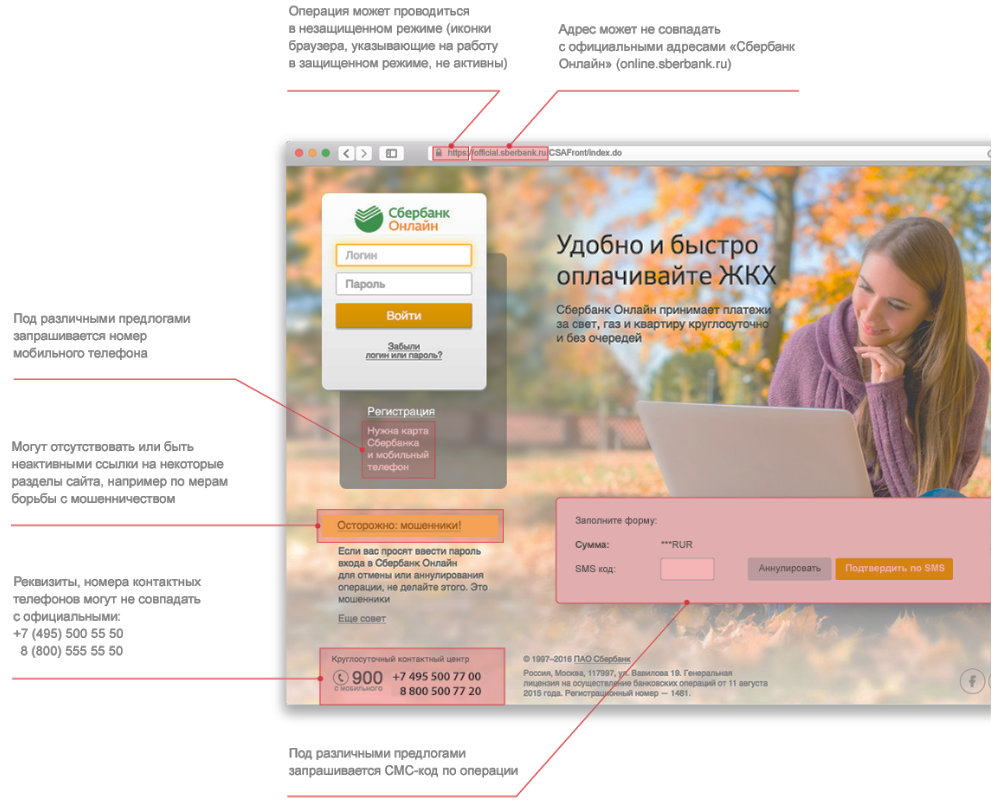 Операция может проводиться
в незащищенном режиме (иконки
браузера, указывающие на работу
в защищенном режиме, не активны)
Адрес может не совпадать
с официальными адресами «Сбербанк
Онлайн» (online.sberbank.ru)
https://official.sberbank.ru/CSAFront/index.do
Сбербанк
Онлайн
Логин
Пароль
Войти
Забыли
логин или пароль?
Удобно и быстро
оплачивайте ЖКХ
Сбербанк Онлайн принимает платежи
за свет, газ и квартиру круглосуточно
и без очередей
Под различными предлогами
запрашивается номер
мобильного телефона
Регистрация
Нужна карта
Сбербанка
и мобильный
телефон
Могут отсутствовать или быть
неактивными ссылки на некоторые
разделы сайта, например по мерам
борьбы с мошенничеством
Осторожно: мошенники!
Если вас просят ввести пароль
входа в Сбербанк Онлайн
для отмены или аннулирования
операции, не делайте этого. Это
мошенники
Еще совет
Заполните форму:
Сумма: ***RUR
SMS код: Аннулировать Подтвердить по SMS
Реквизиты, номера контактных
телефонов могут не совпадать
с официальными:
+7 (495) 500 55 50
8 (800) 555 55 50
Круглосуточный контактный центр
900 +7 495 500 77 00
с мобильного 8 800 500 77 20
© 1997–2016 ПАО Сбербанк
Россия, Москва, 117997, ул. Вавилова 19. Генеральная
лицензия на осуществление банковских операций от 11 августа
2015 года. Регистрационный номер — 1481.
Под различными предлогами
запрашивается СМС-код по операции